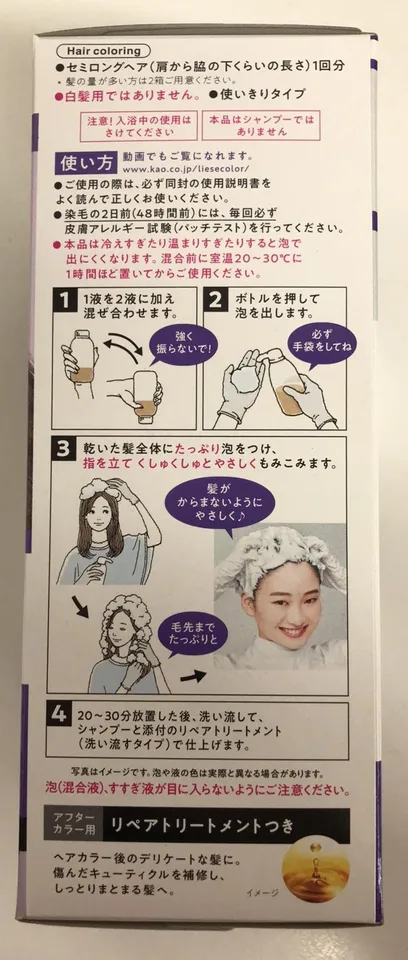 Hair coloring
●セミロングヘア(肩から脇の下くらいの長さ)1回分
・髪の量が多い方は2箱ご用意ください。
●白髪用ではありません。 ●使いきりタイプ
注意!入浴中の使用は
さけてください
本品はシャンプーでは
ありません
使い方 動画でもご覧になれます。
www.kao.co.jp/liesecolor/
●ご使用の際は、必ず同封の使用説明書を
よく読んで正しくお使いください。
●染毛の2日前(48時間前)には、毎回必ず
皮膚アレルギー試験(パッチテスト)を行ってください。
●本品は冷えすぎたり温まりすぎたりすると泡で
出にくくなります。混合前に室温20~30℃に
1時間ほど置いてからご使用ください。
1 1液を2液に加え
混ぜ合わせます。
強く
振らないで!
2 ボトルを押して
泡を出します。
必ず
手袋をしてね
3 乾いた髪全体にたっぷり泡をつけ、
指を立て くしゅくしゅとやさしくもみこみます。
髪が
からまないように
やさしく♪
毛先まで
たっぷりと
4 20~30分放置した後、洗い流して、
シャンプーと添付のリペアトリートメント
(洗い流すタイプ)で仕上げます。
写真はイメージです。泡や液の色は実際と異なる場合があります。
泡(混合液)、すすぎ液が目に入らないようにご注意ください。
アフター
カラー用
リペアトリートメントつき
ヘアカラー後のデリケートな髪に。
傷んだキューティクルを補修し、
しっとりまとまる髪へ。
イメージ